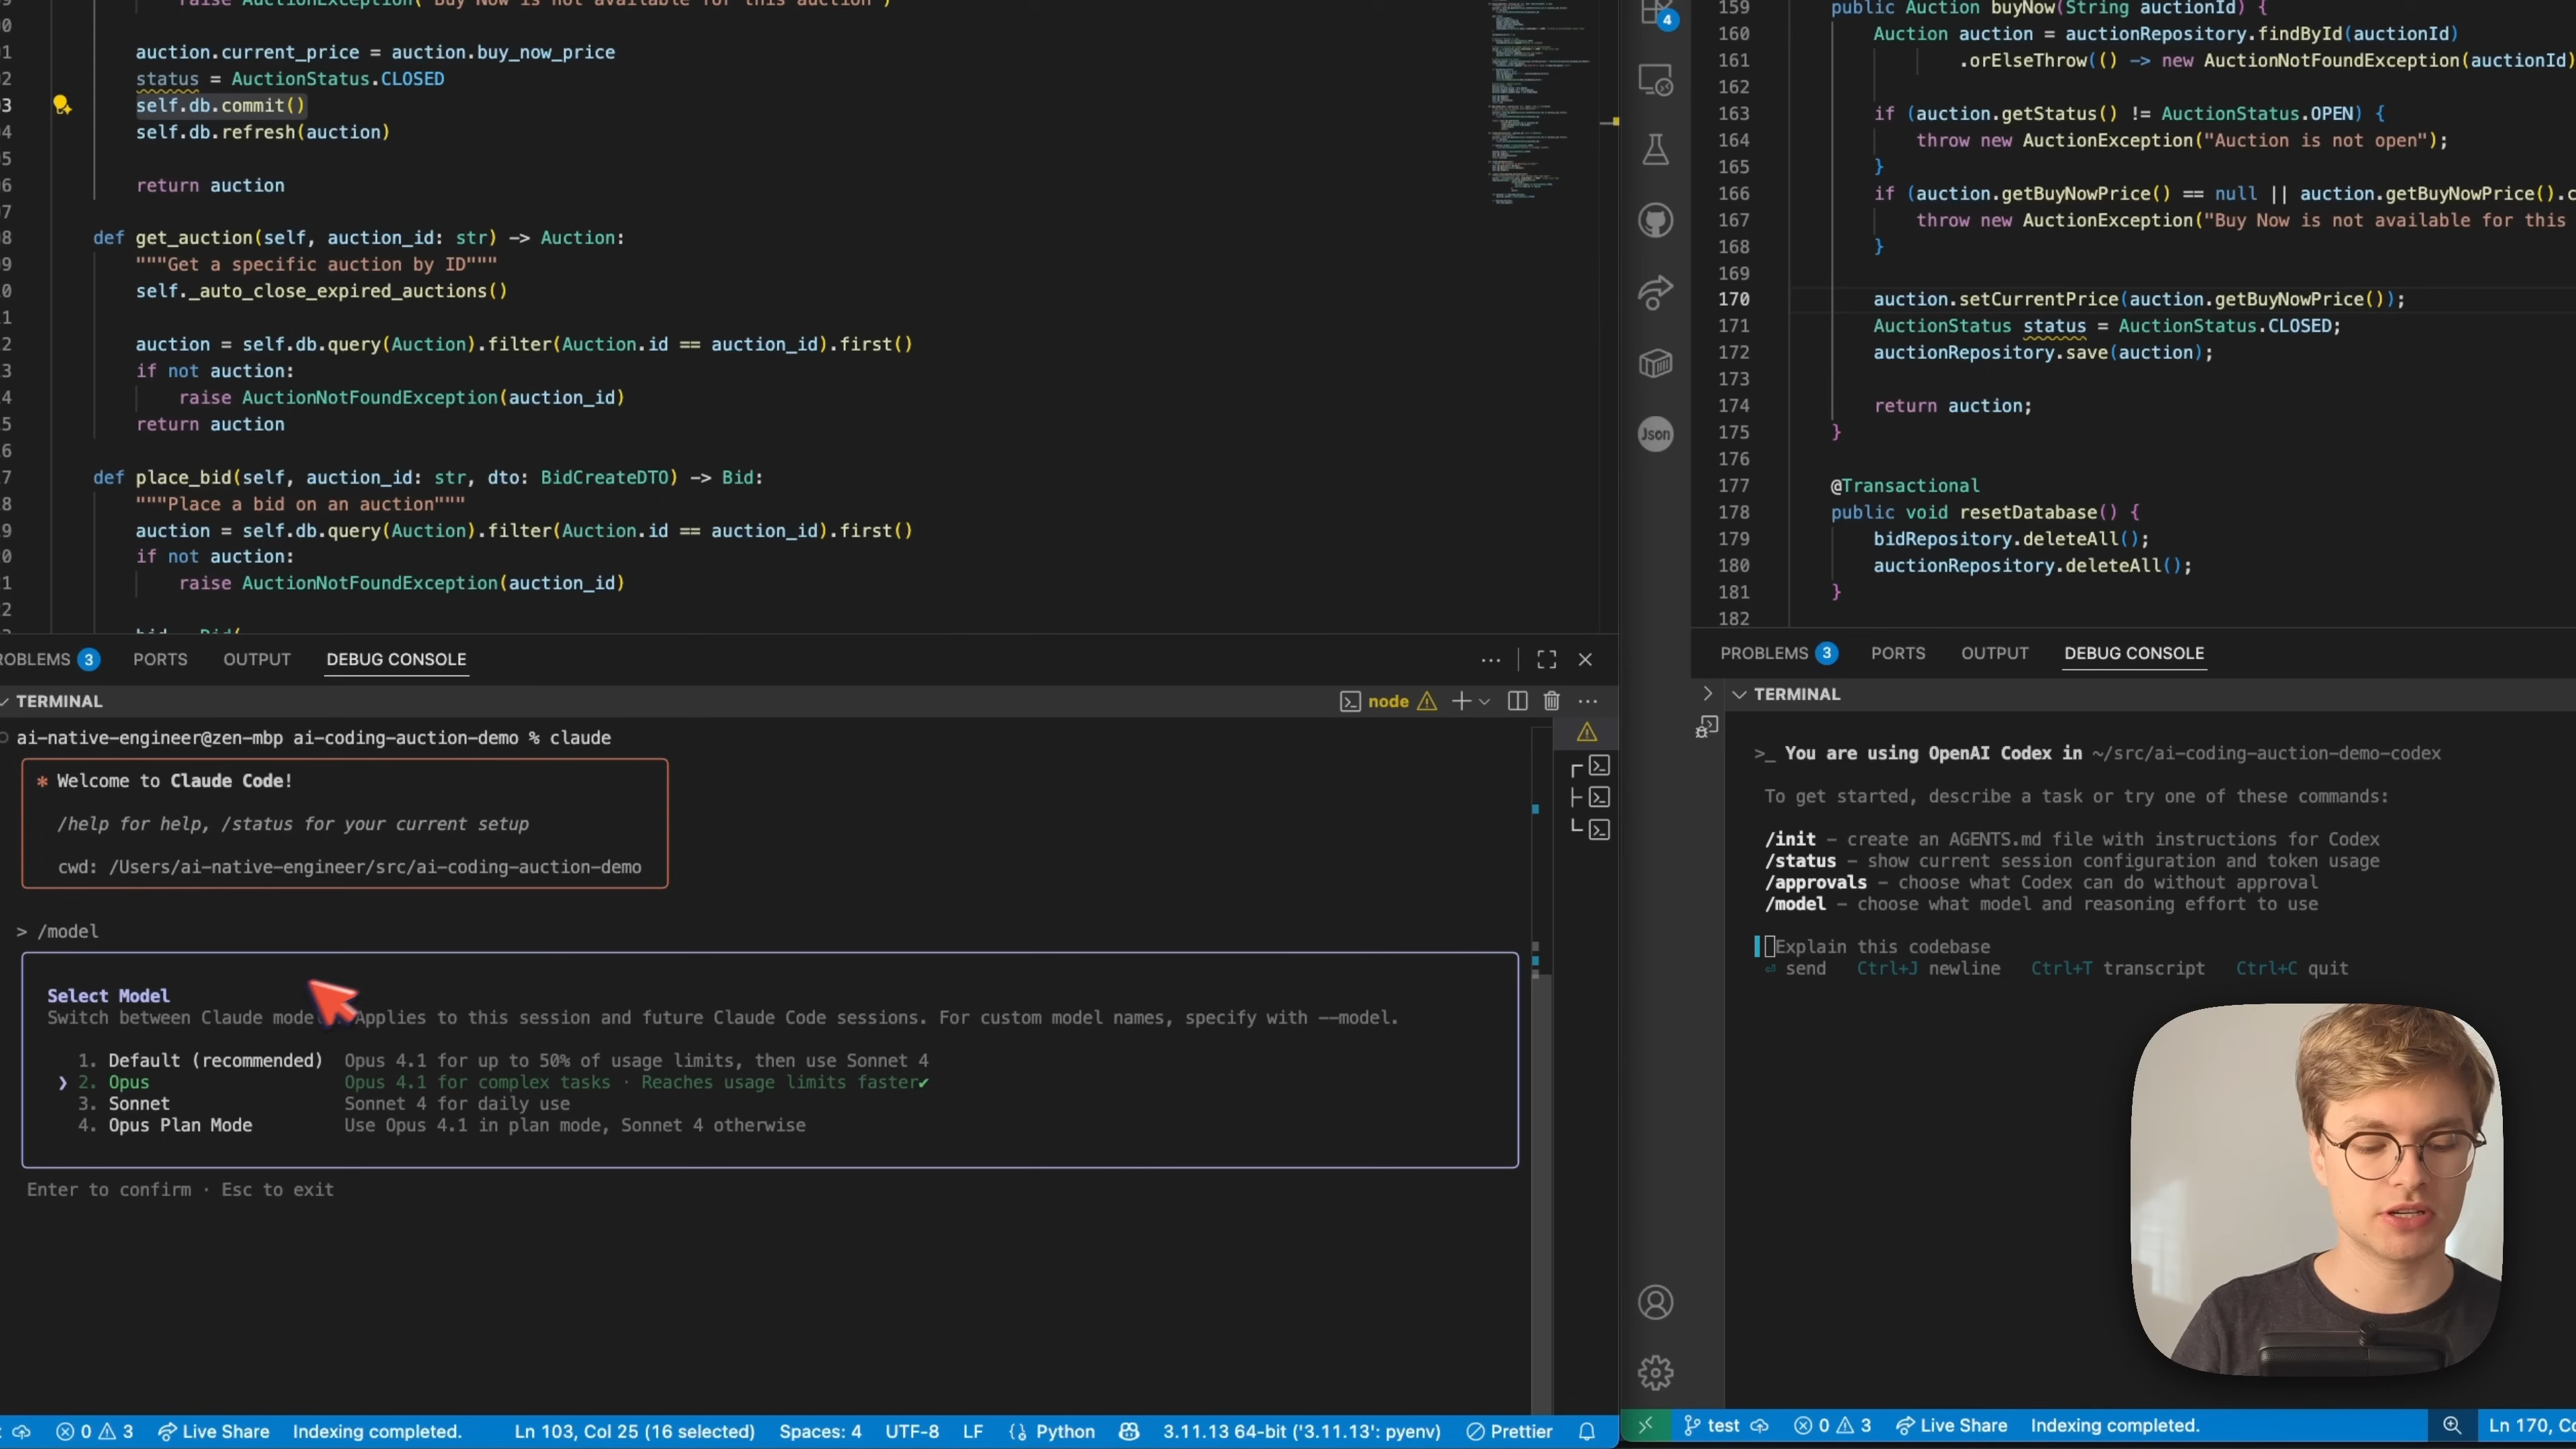 raise AuctionException("Buy Now is not available for this auction")
auction.current_price = auction.buy_now_price
status = AuctionStatus.CLOSED
self.db.commit()
self.db.refresh(auction)
return auction
def get_auction(self, auction_id: str) -> Auction:
"""Get a specific auction by ID"""
self._auto_close_expired_auctions()
auction = self.db.query(Auction).filter(Auction.id == auction_id).first()
if not auction:
raise AuctionNotFoundException(auction_id)
return auction
def place_bid(self, auction_id: str, dto: BidCreateDTO) -> Bid:
"""Place a bid on an auction"""
auction = self.db.query(Auction).filter(Auction.id == auction_id).first()
if not auction:
raise AuctionNotFoundException(auction_id)
bid = Bid(
ROBLEMS 3 PORTS OUTPUT DEBUG CONSOLE
TERMINAL
node
ai-native-engineer@zen-mbp ai-coding-auction-demo % claude
* Welcome to Claude Code!
/help for help, /status for your current setup
cwd: /Users/ai-native-engineer/src/ai-coding-auction-demo
> /model
Select Model
Switch between Claude mode Applies to this session and future Claude Code sessions. For custom model names, specify with --model.
1. Default (recommended) Opus 4.1 for up to 50% of usage limits, then use Sonnet 4
❯ 2. Opus Opus 4.1 for complex tasks · Reaches usage limits faster✔
3. Sonnet Sonnet 4 for daily use
4. Opus Plan Mode Use Opus 4.1 in plan mode, Sonnet 4 otherwise
Enter to confirm · Esc to exit
0 3 Live Share Indexing completed. Ln 103, Col 25 (16 selected) Spaces: 4 UTF-8 LF Python 3.11.13 64-bit ('3.11.13': pyenv) Prettier
4
Json
159 public Auction buyNow(String auctionId) {
160 Auction auction = auctionRepository.findById(auctionId)
161 .orElseThrow(() -> new AuctionNotFoundException(auctionId)
162
163 if (auction.getStatus() != AuctionStatus.OPEN) {
164 throw new AuctionException("Auction is not open");
165 }
166 if (auction.getBuyNowPrice() == null || auction.getBuyNowPrice().c
167 throw new AuctionException("Buy Now is not available for this
168 }
169
170 auction.setCurrentPrice(auction.getBuyNowPrice());
171 AuctionStatus status = AuctionStatus.CLOSED;
172 auctionRepository.save(auction);
173
174 return auction;
175 }
176
177 @Transactional
178 public void resetDatabase() {
179 bidRepository.deleteAll();
180 auctionRepository.deleteAll();
181 }
182
PROBLEMS 3 PORTS OUTPUT DEBUG CONSOLE
TERMINAL
>_ You are using OpenAI Codex in ~/src/ai-coding-auction-demo-codex
To get started, describe a task or try one of these commands:
/init - create an AGENTS.md file with instructions for Codex
/status - show current session configuration and token usage
/approvals - choose what Codex can do without approval
/model - choose what model and reasoning effort to use
Explain this codebase
⏎ send Ctrl+J newline Ctrl+T transcript Ctrl+C quit
test 0 3 Live Share Indexing completed. Ln 170, Co